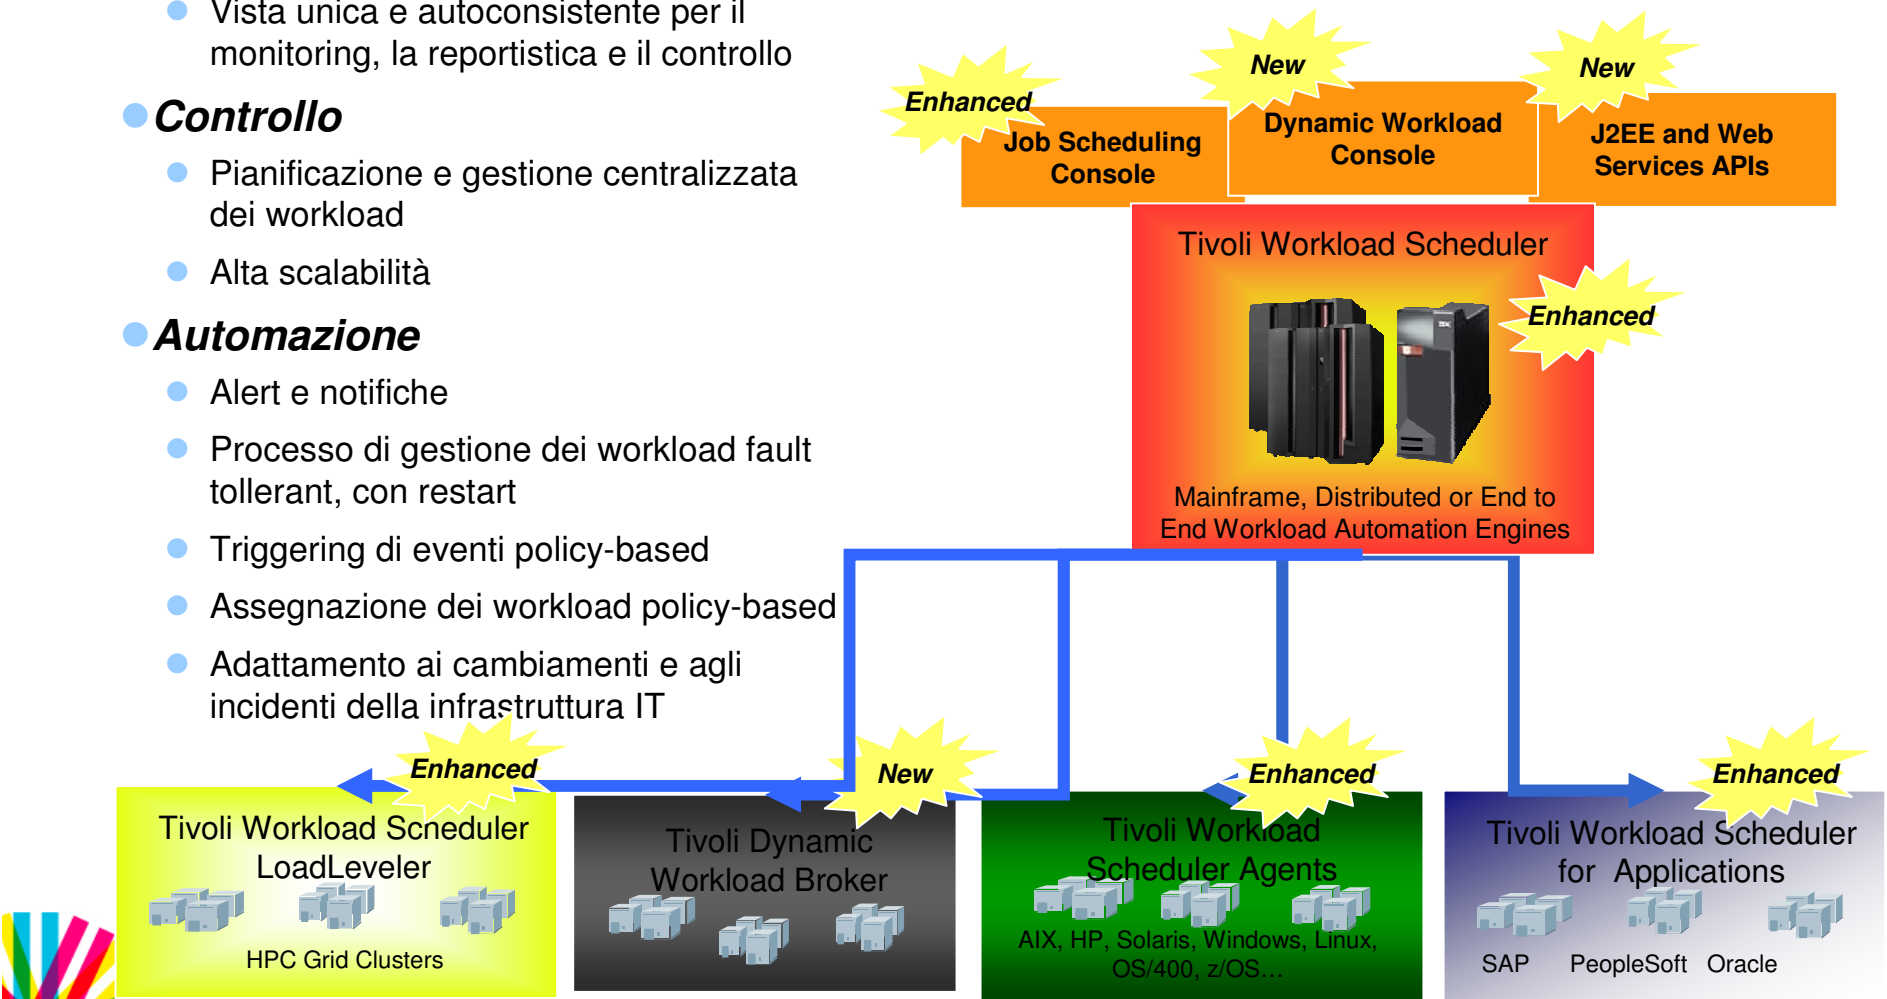 Vista unica e autoconsistente per il
monitoring, la reportistica e il controllo
Controllo
Pianificazione e gestione centralizzata
dei workload
Alta scalabilità
Automazione
Alert e notifiche
Processo di gestione dei workload fault
tollerant, con restart
Triggering di eventi policy-based
Assegnazione dei workload policy-based
Adattamento ai cambiamenti e agli
incidenti della infrastruttura IT
Enhanced
Job Scheduling
Console
New
Dynamic Workload
Console
New
J2EE and Web
Services APIs
Tivoli Workload Scheduler
Enhanced
Mainframe, Distributed or End to
End Workload Automation Engines
Enhanced
Tivoli Workload Scheduler
LoadLeveler
HPC Grid Clusters
New
Tivoli Dynamic
Workload Broker
Enhanced
Tivoli Workload
Scheduler Agents
AIX, HP, Solaris, Windows, Linux,
OS/400, z/OS…
Enhanced
Tivoli Workload Scheduler
for Applications
SAP PeopleSoft Oracle